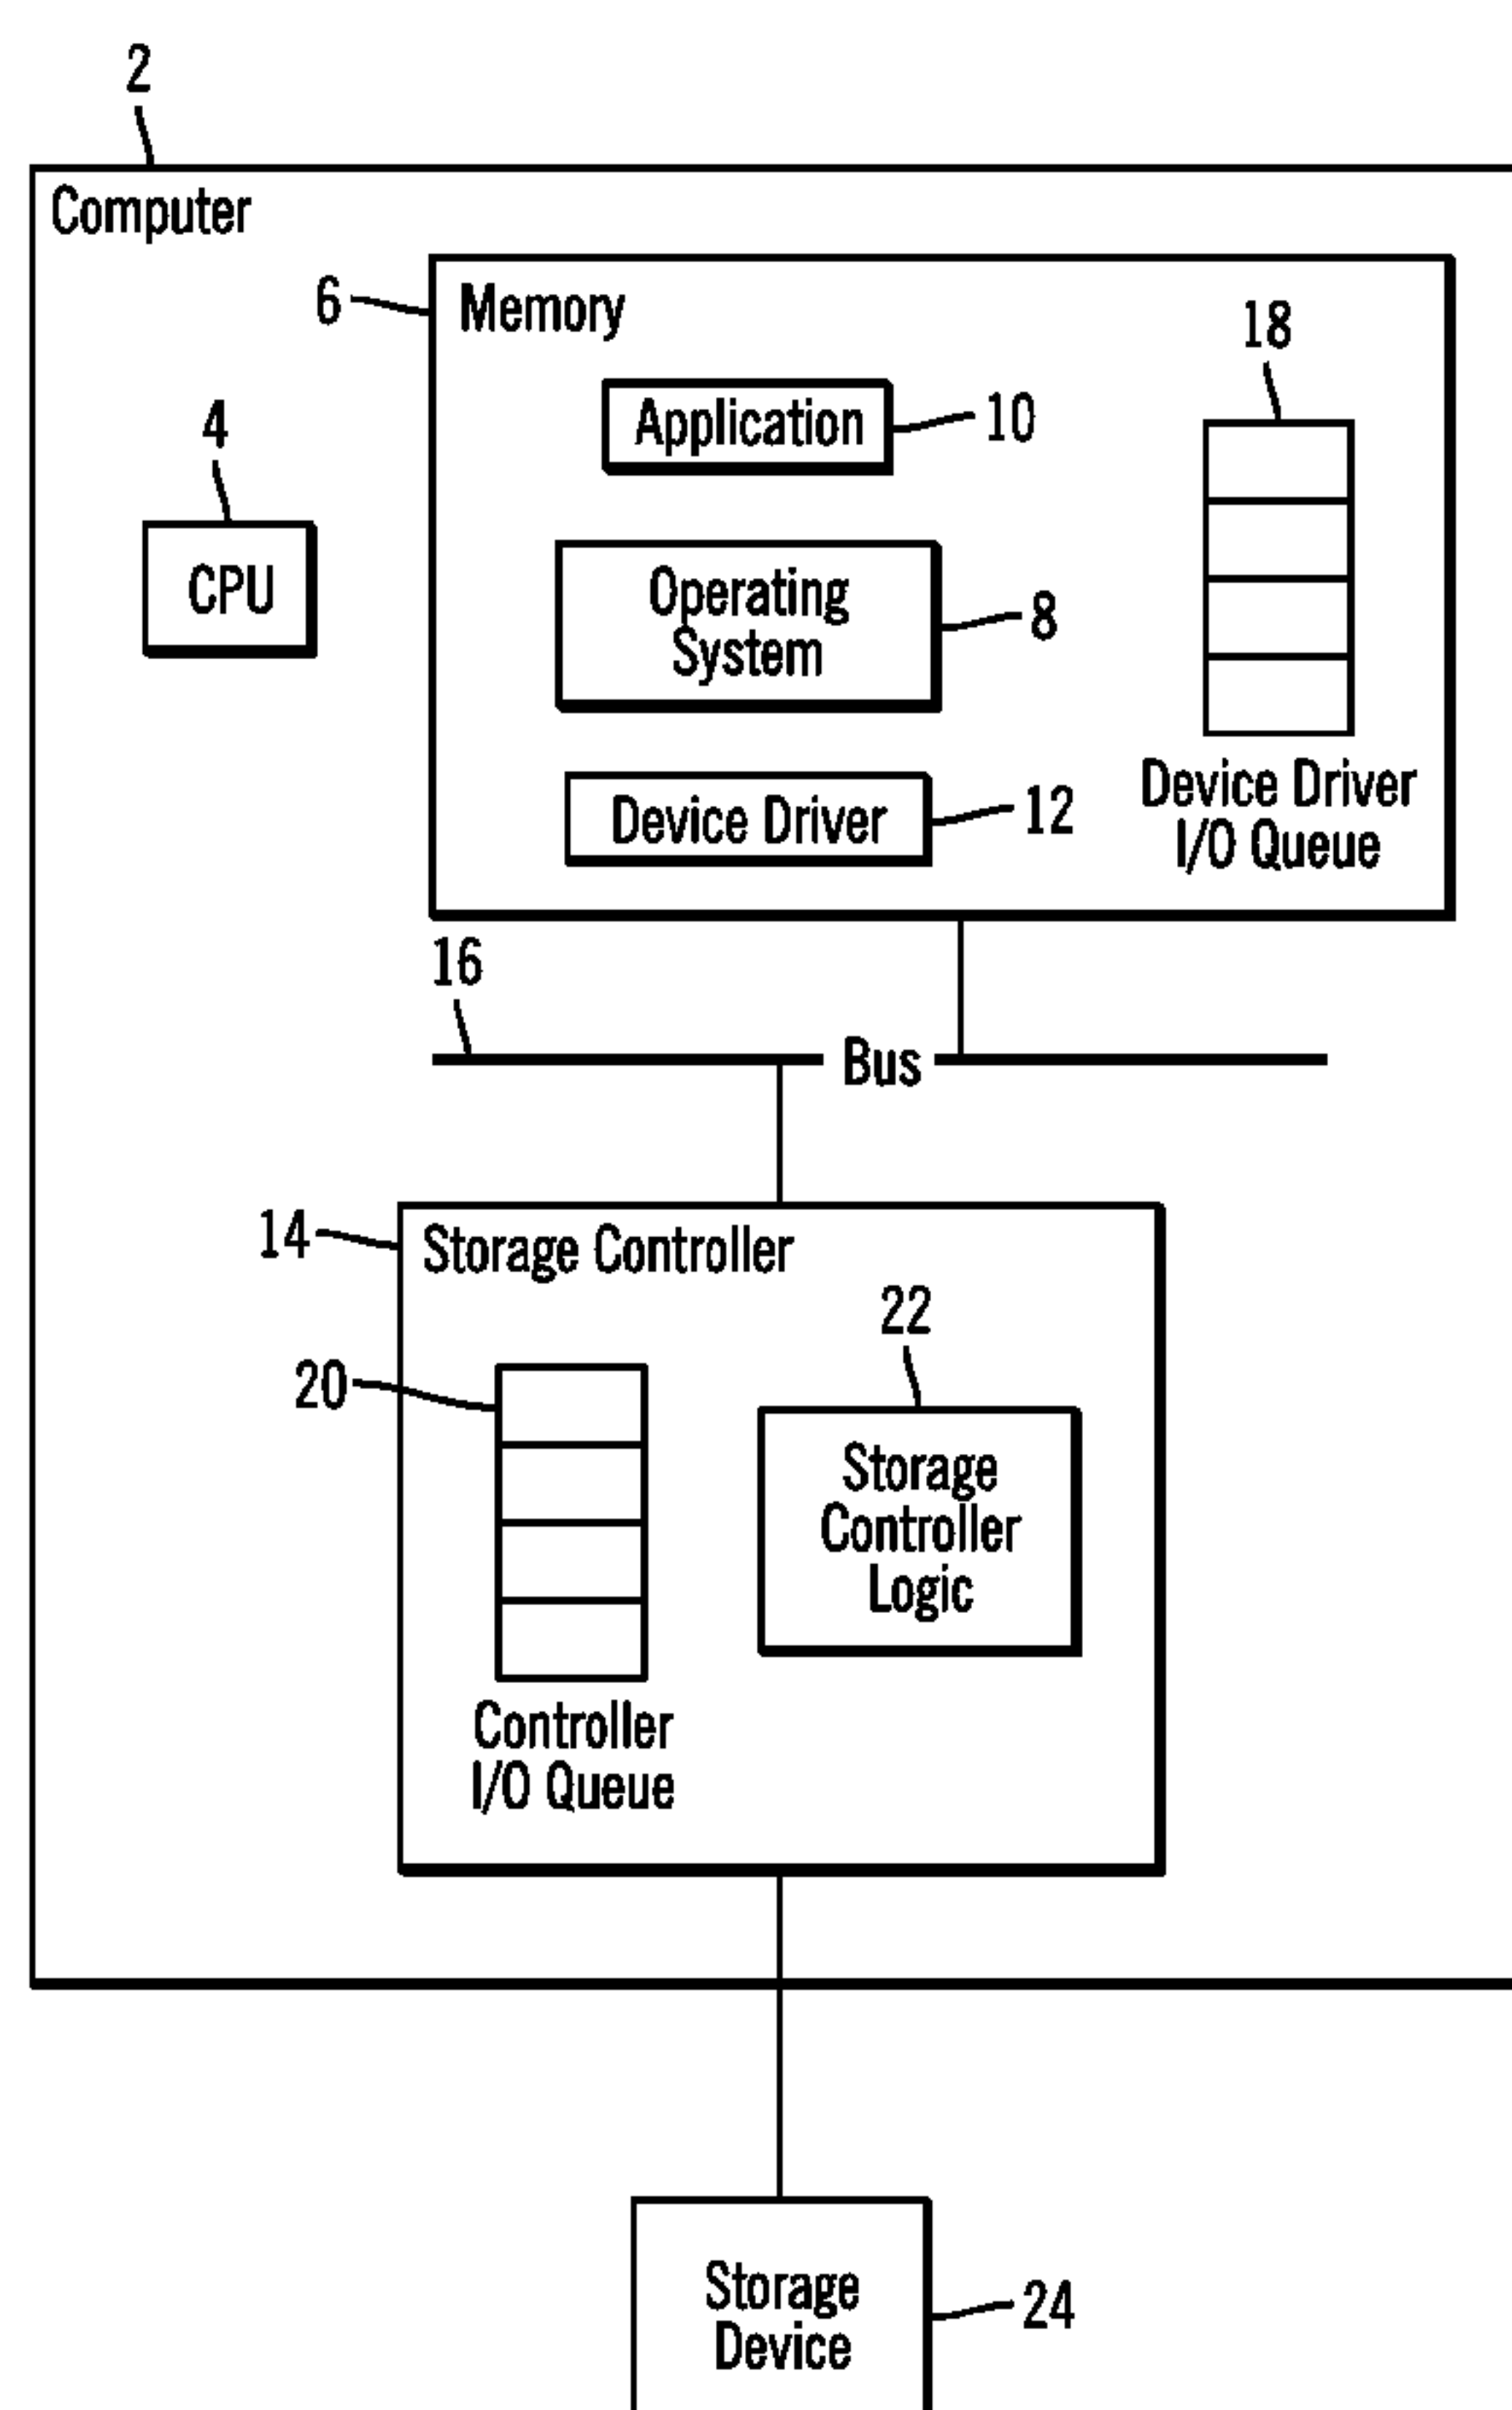 2
Computer
6
Memory
18
Application
10
4
CPU
Operating
System
8
Device Driver
12
Device Driver
I/O Queue
16
Bus
14
Storage Controller
22
20
Storage
Controller
Logic
Controller
I/O Queue
Storage
Device
24